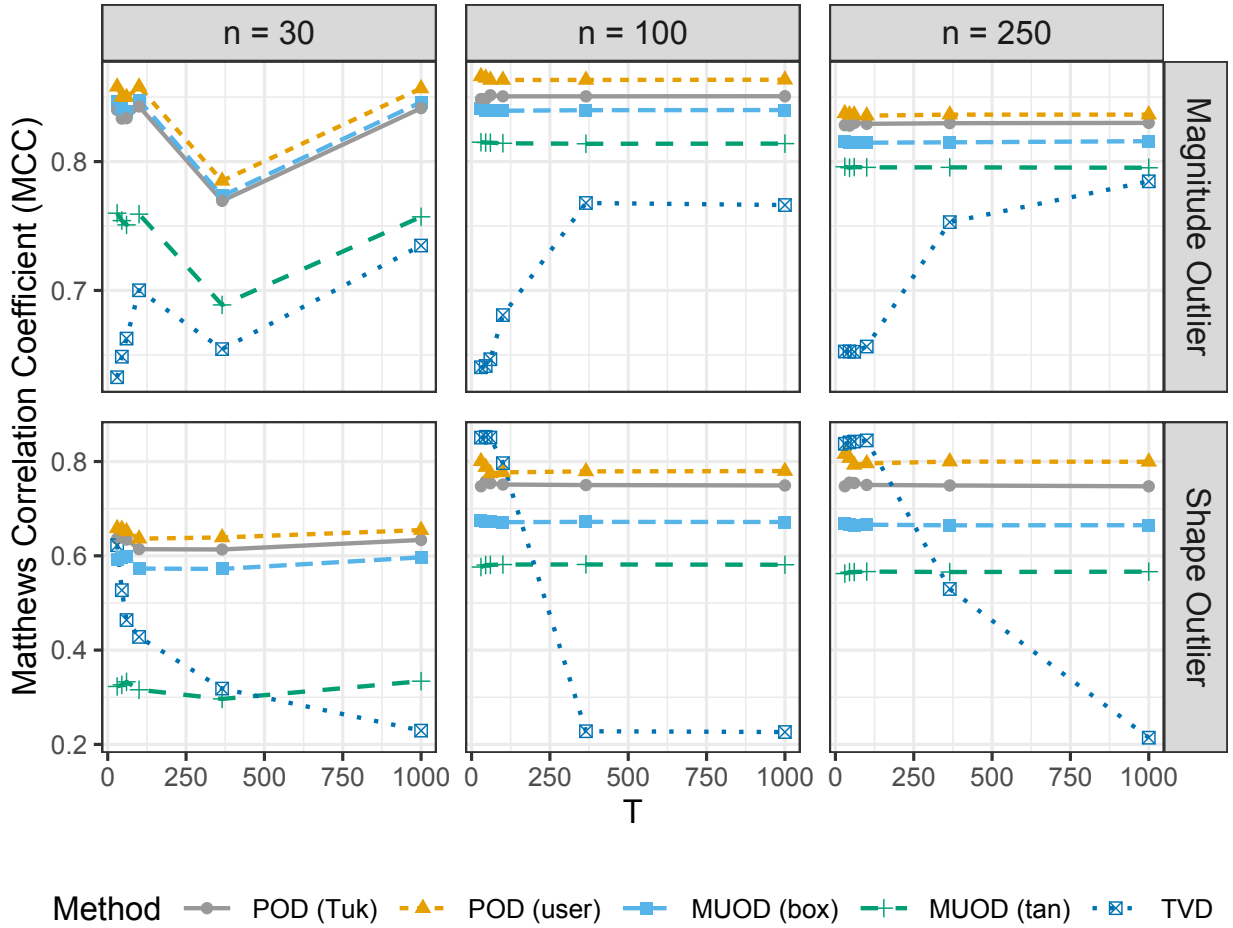 n = 30
n = 100
n = 250
Matthews Correlation Coefficient (MCC)
0.8
0.7
Magnitude Outlier
0.8
0.6
0.4
0.2
Shape Outlier
0 250 500 750 1000
0 250 500 750 1000
0 250 500 750 1000
T
Method POD (Tuk) POD (user) MUOD (box) MUOD (tan) TVD